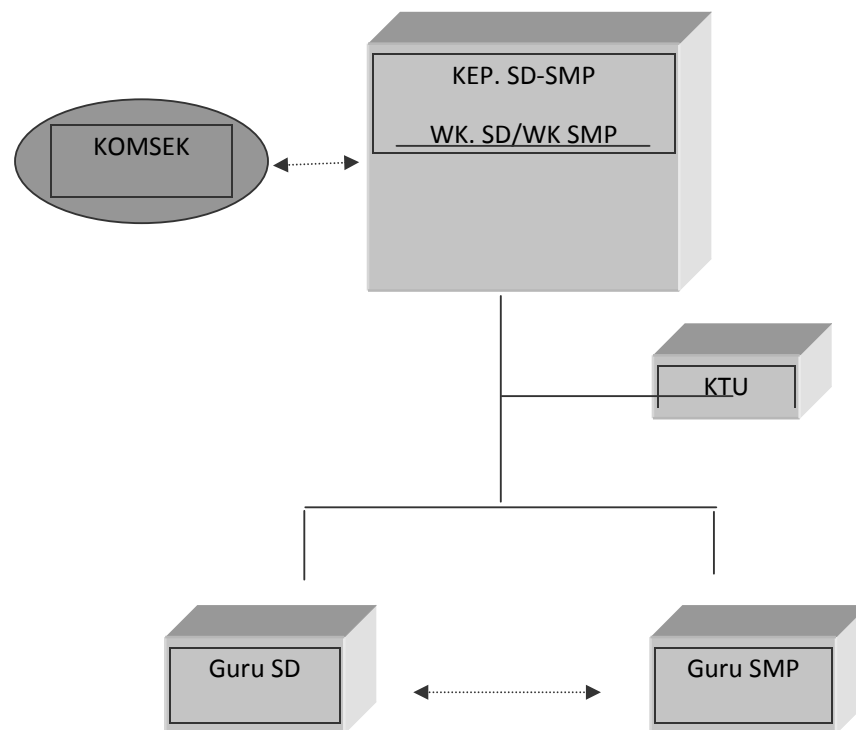 KEP. SD-SMP
WK. SD/WK SMP
KOMSEK
KTU
Guru SD
Guru SMP